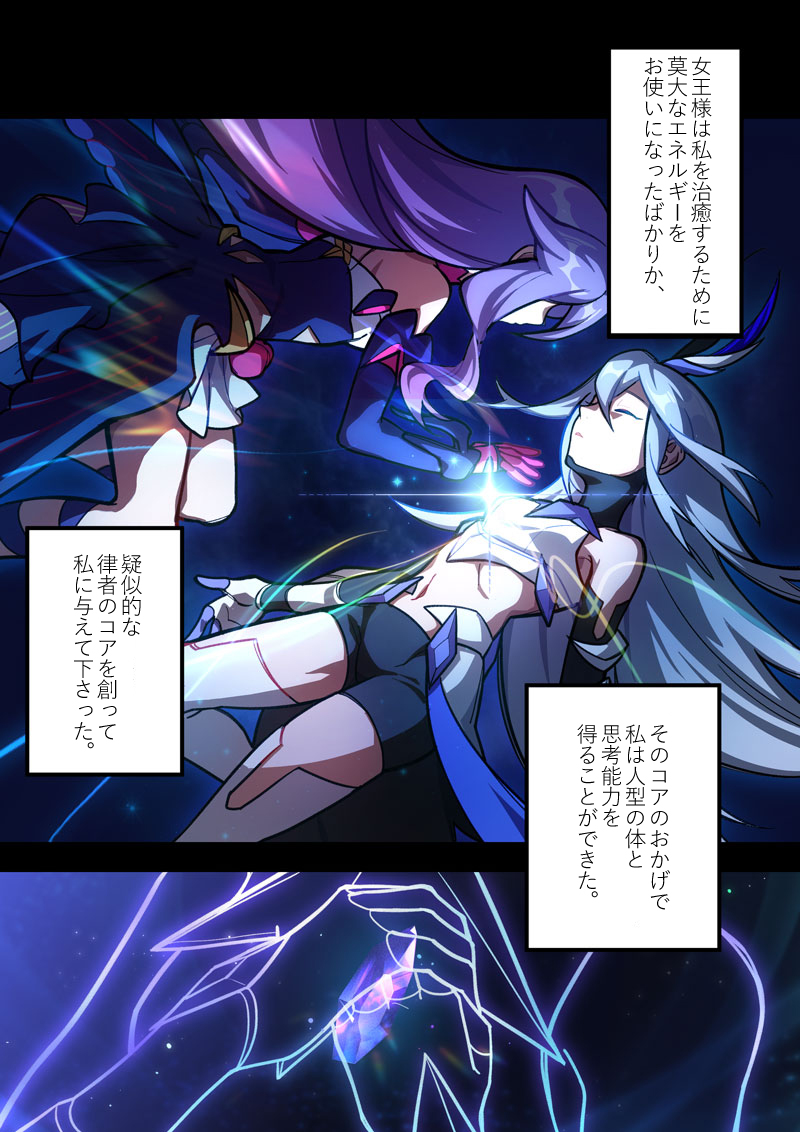 女王様は私を治癒するために
莫大なエネルギーを
お使いになったばかりか、
疑似的な
律者のコアを創って
私に与えて下さった。
そのコアのおかげで
私は人型の体と
思考能力を
得ることができた。